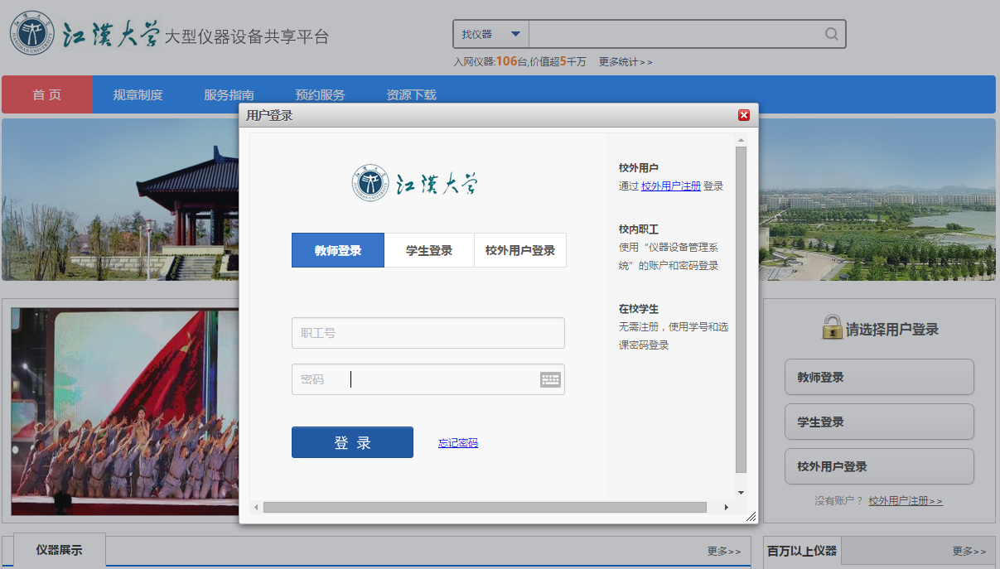 江漢大学
JIANGHAN UNIVERSITY
大型仪器设备共享平台
找仪器
入网仪器:106台,价值超5千万 更多统计>>
首 页 规章制度 服务指南 预约服务 资源下载
用户登录
江漢大学
教师登录 学生登录 校外用户登录
职工号
密码
登 录 忘记密码
校外用户
通过 校外用户注册 登录
校内职工
使用“仪器设备管理系
统”的账户和密码登录
在校学生
无需注册，使用学号和选
课密码登录
请选择用户登录
教师登录
学生登录
校外用户登录
没有账户？ 校外用户注册>>
仪器展示 更多>>
百万以上仪器 更多>>